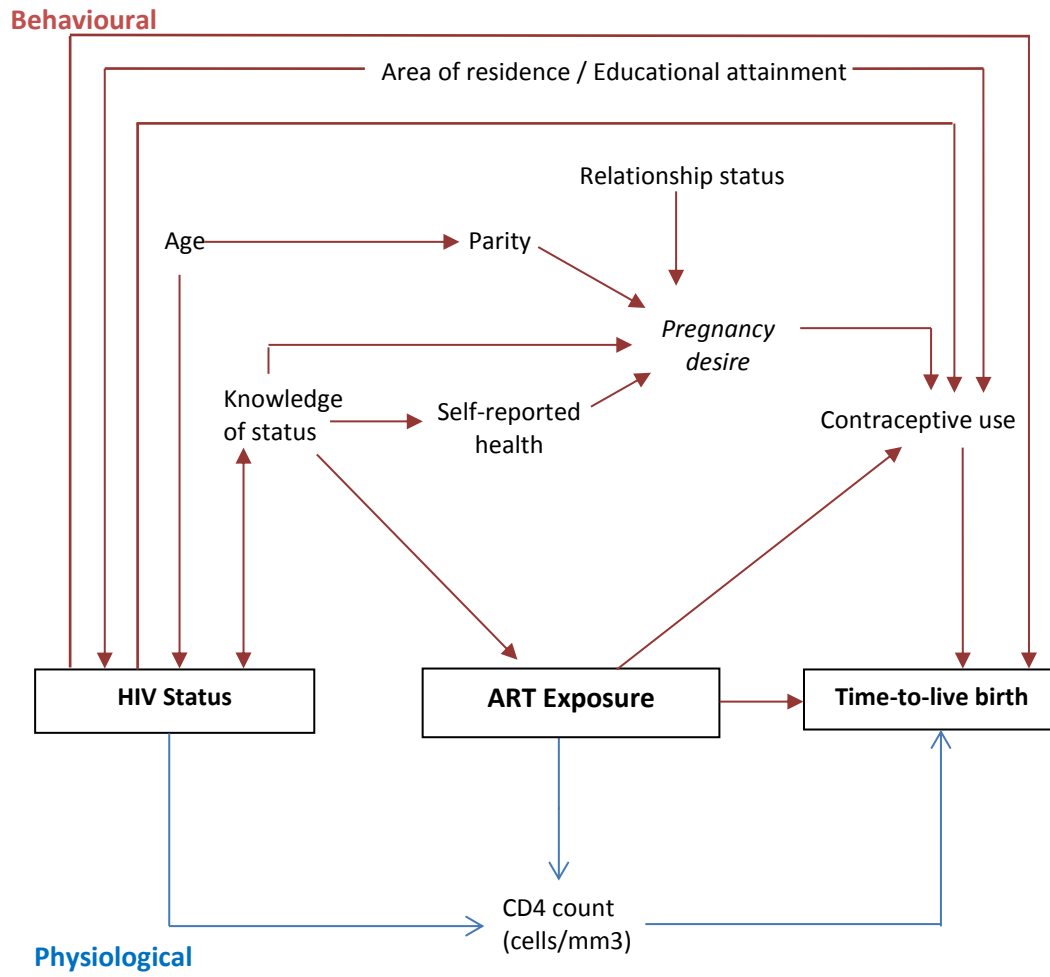 Behavioural
Area of residence / Educational attainment
Relationship status
Age
Parity
Pregnancy
desire
Knowledge
of status
Self-reported
health
Contraceptive use
HIV Status
ART Exposure
Time-to-live birth
CD4 count
(cells/mm3)
Physiological